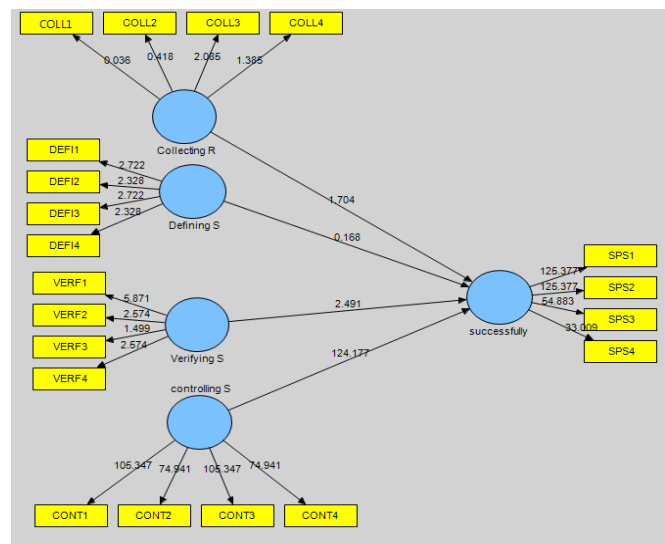 COLL1
COLL2
COLL3
COLL4
0.036
0.418
2.085
1.385
Collecting R
DEFI1
DEFI2
DEFI3
DEFI4
2.722
2.328
2.722
2.328
Defining S
1.704
0.168
VERF1
VERF2
VERF3
VERF4
5.871
2.574
1.499
2.574
Verifying S
2.491
124.177
successfully
SPS1
SPS2
SPS3
SPS4
125.377
125.377
54.883
33.009
controlling S
105.347
74.941
105.347
74.941
CONT1
CONT2
CONT3
CONT4